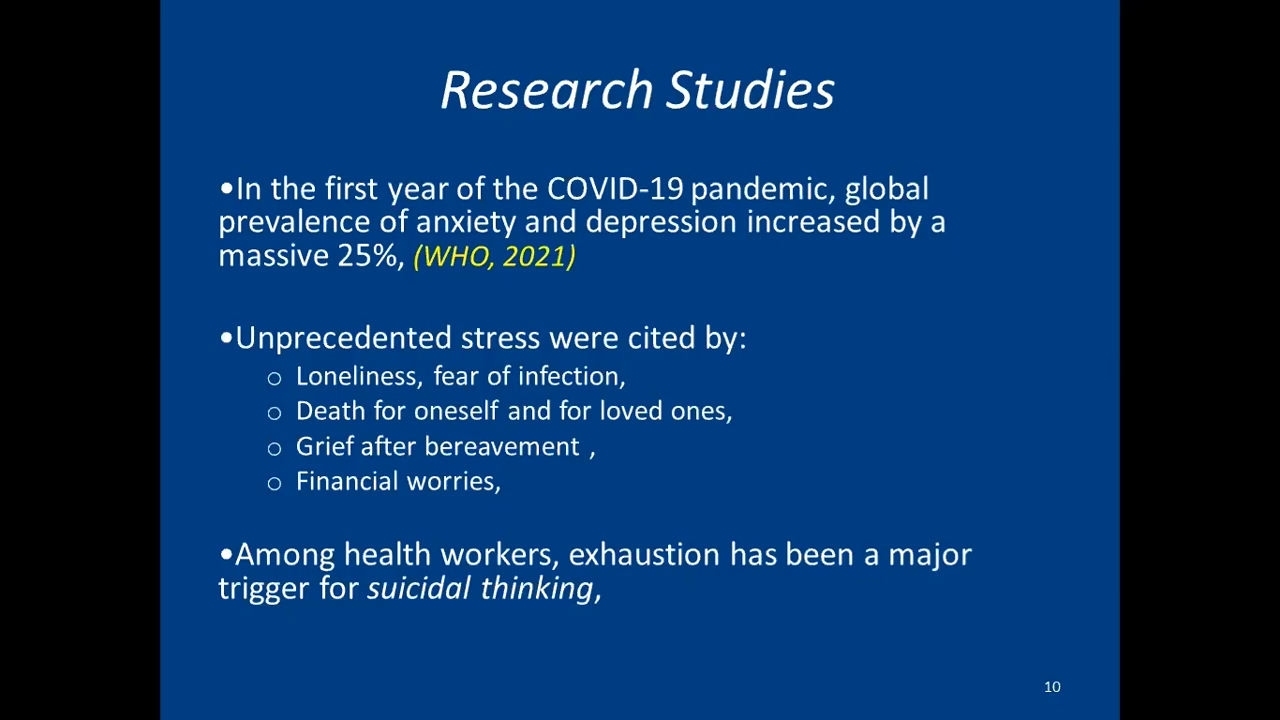 Research Studies
•In the first year of the COVID-19 pandemic, global
prevalence of anxiety and depression increased by a
massive 25%, (WHO, 2021)
•Unprecedented stress were cited by:
o Loneliness, fear of infection,
o Death for oneself and for loved ones,
o Grief after bereavement ,
o Financial worries,
•Among health workers, exhaustion has been a major
trigger for suicidal thinking,
10